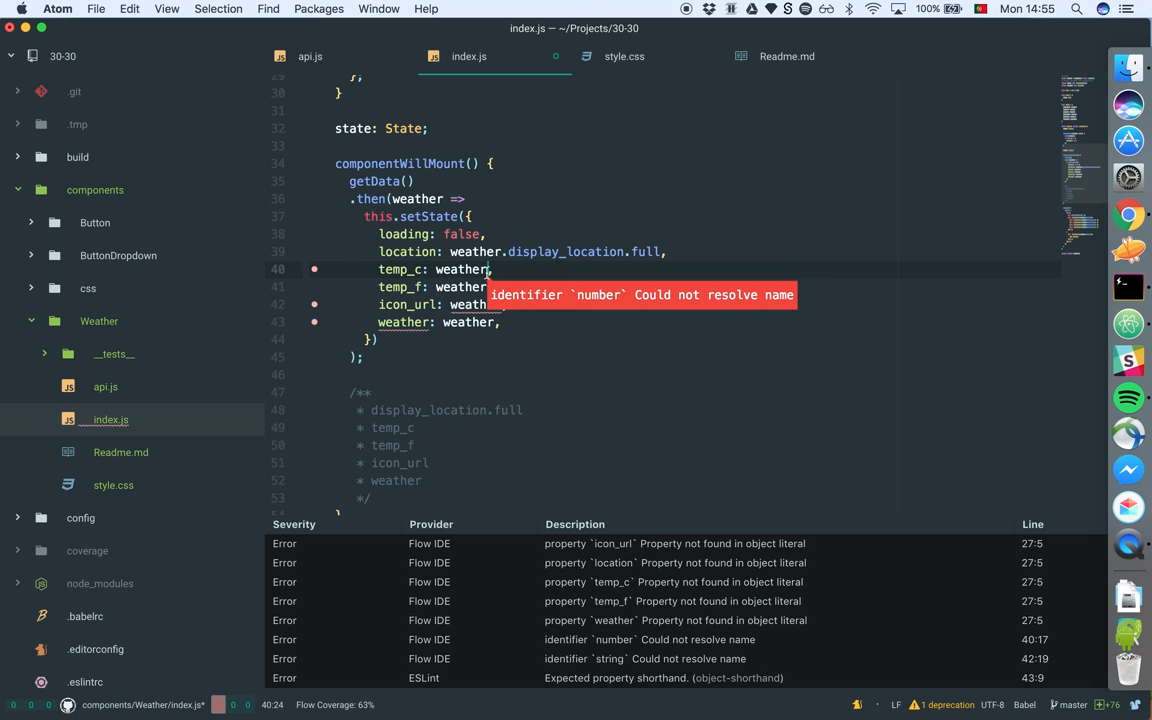 Atom File Edit View Selection Find Packages Window Help 100% Mon 14:55
index.js — ~/Projects/30-30
30-30
api.js
index.js
style.css
Readme.md
.git
.tmp
build
components
Button
ButtonDropdown
css
Weather
__tests__
api.js
index.js
Readme.md
style.css
config
coverage
node_modules
.babelrc
.editorconfig
.eslintrc
29 };
30 }
31
32 state: State;
33
34 componentWillMount() {
35 getData()
36 .then(weather =>
37 this.setState({
38 loading: false,
39 location: weather.display_location.full,
40 temp_c: weather,
41 temp_f: weather
identifier `number` Could not resolve name
42 icon_url: weath
43 weather: weather,
44 })
45 );
46
47 /**
48 * display_location.full
49 * temp_c
50 * temp_f
51 * icon_url
52 * weather
53 */
54 }
Severity Provider Description Line
Error Flow IDE property `icon_url` Property not found in object literal 27:5
Error Flow IDE property `location` Property not found in object literal 27:5
Error Flow IDE property `temp_c` Property not found in object literal 27:5
Error Flow IDE property `temp_f` Property not found in object literal 27:5
Error Flow IDE property `weather` Property not found in object literal 27:5
Error Flow IDE identifier `number` Could not resolve name 40:17
Error Flow IDE identifier `string` Could not resolve name 42:19
Error ESLint Expected property shorthand. (object-shorthand) 43:9
0 0 0 components/Weather/index.js* 0 0 40:24 Flow Coverage: 63% LF 1 deprecation UTF-8 Babel master +76